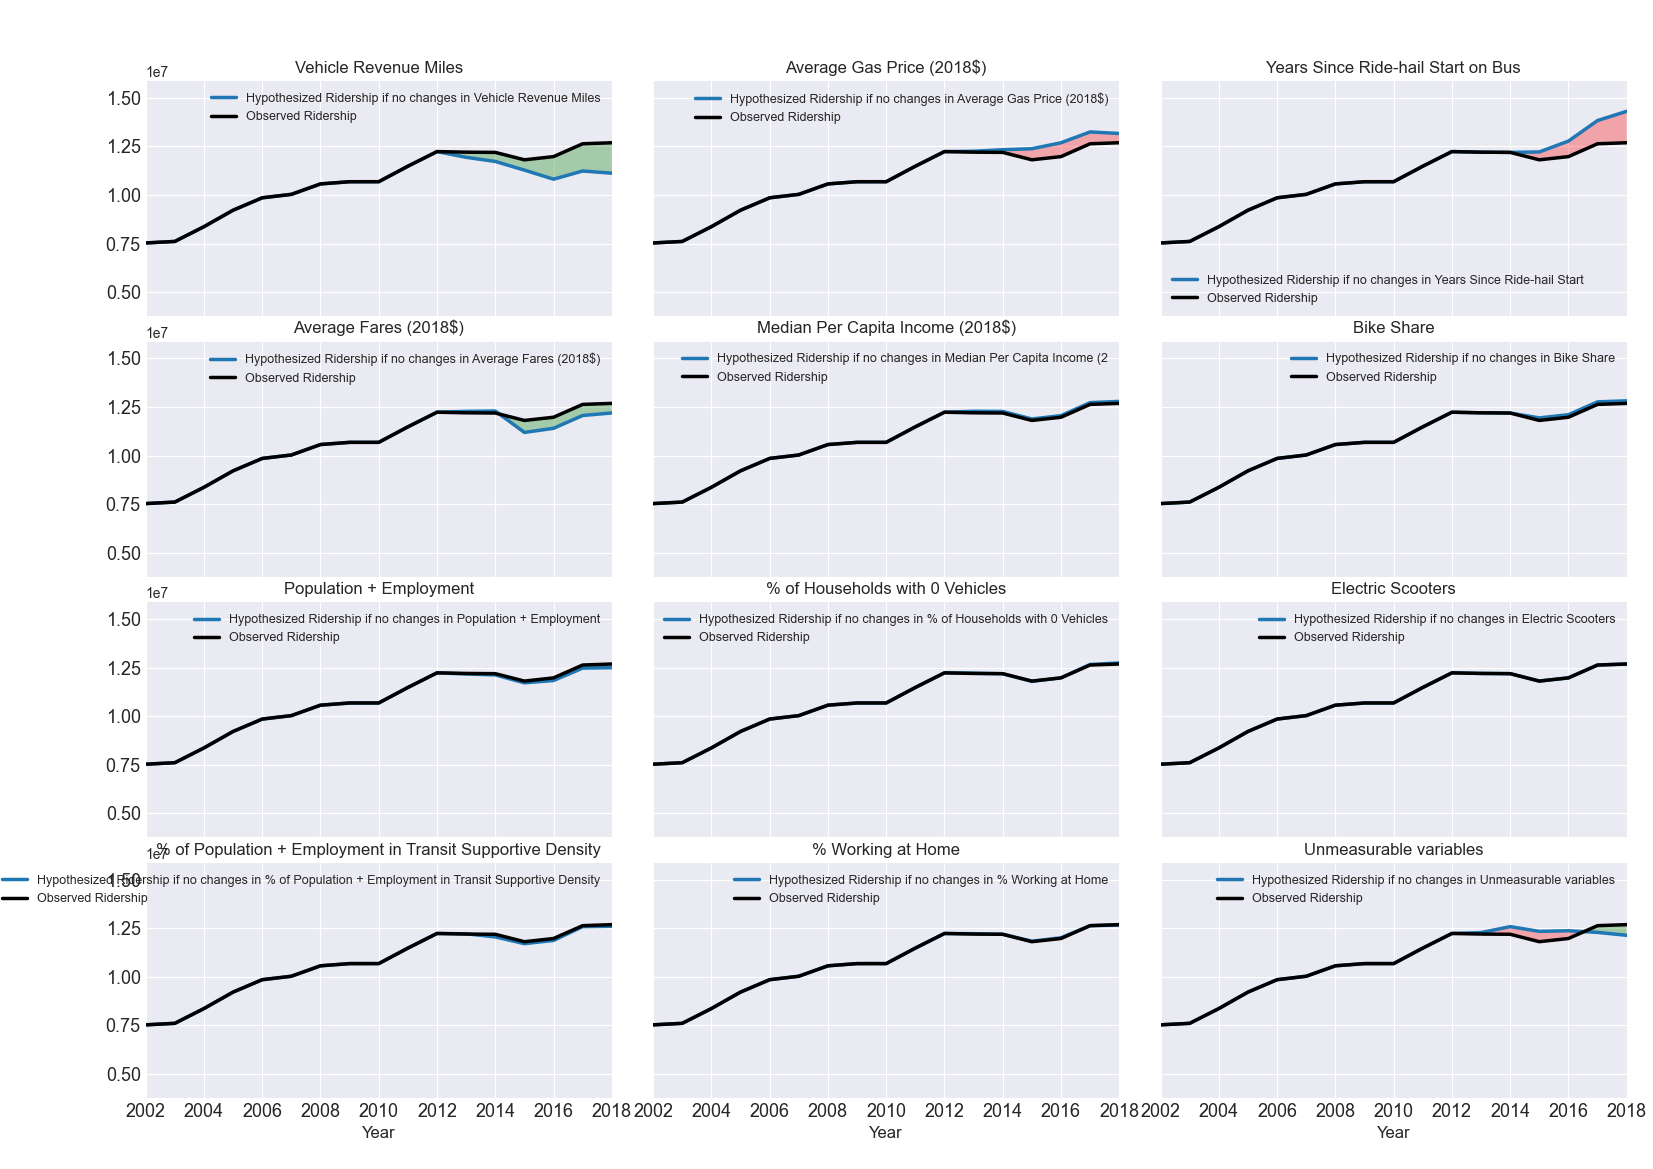 Vehicle Revenue Miles
1e7
Hypothesized Ridership if no changes in Vehicle Revenue Miles
Observed Ridership
1.50
1.25
1.00
0.75
0.50
Average Gas Price (2018$)
Hypothesized Ridership if no changes in Average Gas Price (2018$)
Observed Ridership
Years Since Ride-hail Start on Bus
Hypothesized Ridership if no changes in Years Since Ride-hail Start
Observed Ridership
Average Fares (2018$)
1e7
Hypothesized Ridership if no changes in Average Fares (2018$)
Observed Ridership
1.50
1.25
1.00
0.75
0.50
Median Per Capita Income (2018$)
Hypothesized Ridership if no changes in Median Per Capita Income (2
Observed Ridership
Bike Share
Hypothesized Ridership if no changes in Bike Share
Observed Ridership
Population + Employment
1e7
Hypothesized Ridership if no changes in Population + Employment
Observed Ridership
1.25
1.00
0.75
0.50
1.50
% of Households with 0 Vehicles
Hypothesized Ridership if no changes in % of Households with 0 Vehicles
Observed Ridership
Electric Scooters
Hypothesized Ridership if no changes in Electric Scooters
Observed Ridership
% of Population + Employment in Transit Supportive Density
1e7
Hypothesized Ridership if no changes in % of Population + Employment in Transit Supportive Density
Observed Ridership
1.50
1.25
1.00
0.75
0.50
2002 2004 2006 2008 2010 2012 2014 2016 2018
Year
% Working at Home
Hypothesized Ridership if no changes in % Working at Home
Observed Ridership
2002 2004 2006 2008 2010 2012 2014 2016 2018
Year
Unmeasurable variables
Hypothesized Ridership if no changes in Unmeasurable variables
Observed Ridership
2002 2004 2006 2008 2010 2012 2014 2016 2018
Year